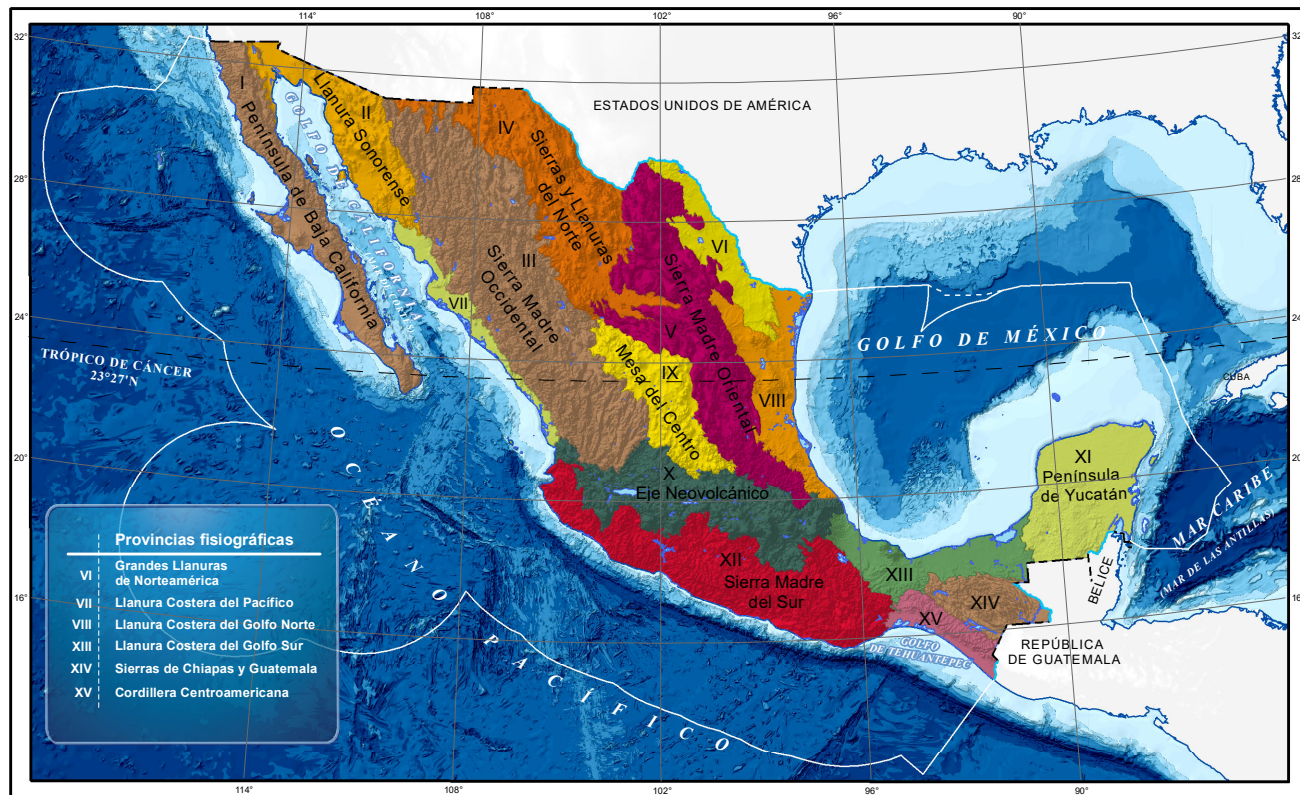 114°
108°
102°
96°
90°
32°
32°
28°
28°
24°
24°
20°
20°
16°
16°
ESTADOS UNIDOS DE AMÉRICA
I
Península de Baja California
II
Llanura Sonorense
GOLFO DE CALIFORNIA
III
Sierra Madre
Occidental
IV
Sierras y Llanuras
del Norte
V
Sierra Madre Oriental
VI
VII
VIII
IX
Mesa del Centro
X
Eje Neovolcánico
XI
Península
de Yucatán
XII
Sierra Madre
del Sur
XIII
XIV
XV
GOLFO DE MÉXICO
TRÓPICO DE CÁNCER
23°27'N
CUBA
MAR CARIBE
(MAR DE LAS ANTILLAS)
BELICE
REPÚBLICA
DE GUATEMALA
GOLFO
DE TEHUANTEPEC
OCÉANO PACÍFICO
Provincias fisiográficas
VI Grandes Llanuras
de Norteamérica
VII Llanura Costera del Pacífico
VIII Llanura Costera del Golfo Norte
XIII Llanura Costera del Golfo Sur
XIV Sierras de Chiapas y Guatemala
XV Cordillera Centroamericana
114°
108°
102°
96°
90°